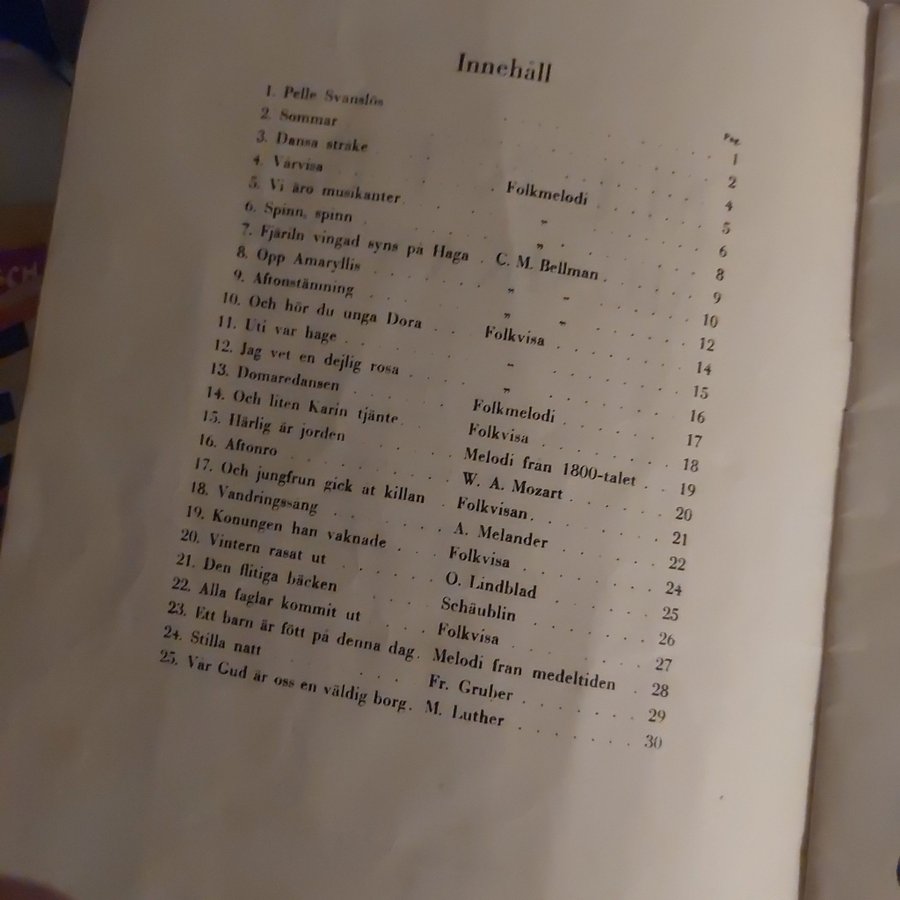 Innehåll
Pag.
1. Pelle Svanslös . . . . . 1
2. Sommar . . . . . 2
3. Dansa stråke . . . . . 4
4. Vårvisa . . . . . Folkmelodi . . . . . 5
5. Vi äro musikanter . . . . . „ . . . . . 6
6. Spinn, spinn . . . . . „ . . . . . 8
7. Fjäriln vingad syns på Haga . C. M. Bellman . . . . . 9
8. Opp Amaryllis . . . . . „ „ . . . . . 10
9. Aftonstämning . . . . . „ „ . . . . . 12
10. Och hör du unga Dora . . Folkvisa . . . . . 14
11. Uti vår hage . . . . . „ . . . . . 15
12. Jag vet en dejlig rosa . . . . . „ . . . . . 16
13. Domaredansen . . . . . Folkmelodi . . . . . 17
14. Och liten Karin tjänte . . Folkvisa . . . . . 18
15. Härlig är jorden . . . . . Melodi från 1800-talet . . 19
16. Aftonro . . . . . W. A. Mozart . . . . . 20
17. Och jungfrun gick åt killan . Folkvisan . . . . . 21
18. Vandringssång . . . . . A. Melander . . . . . 22
19. Konungen han vaknade . . . Folkvisa . . . . . 24
20. Vintern rasat ut . . . . . O. Lindblad . . . . . 25
21. Den flitiga bäcken . . . . . Schäublin . . . . . 26
22. Alla fåglar kommit ut . . . Folkvisa . . . . . 27
23. Ett barn är fött på denna dag . Melodi från medeltiden . 28
24. Stilla natt . . . . . Fr. Gruber . . . . . 29
25. Vår Gud är oss en väldig borg . M. Luther . . . . . 30
OCH